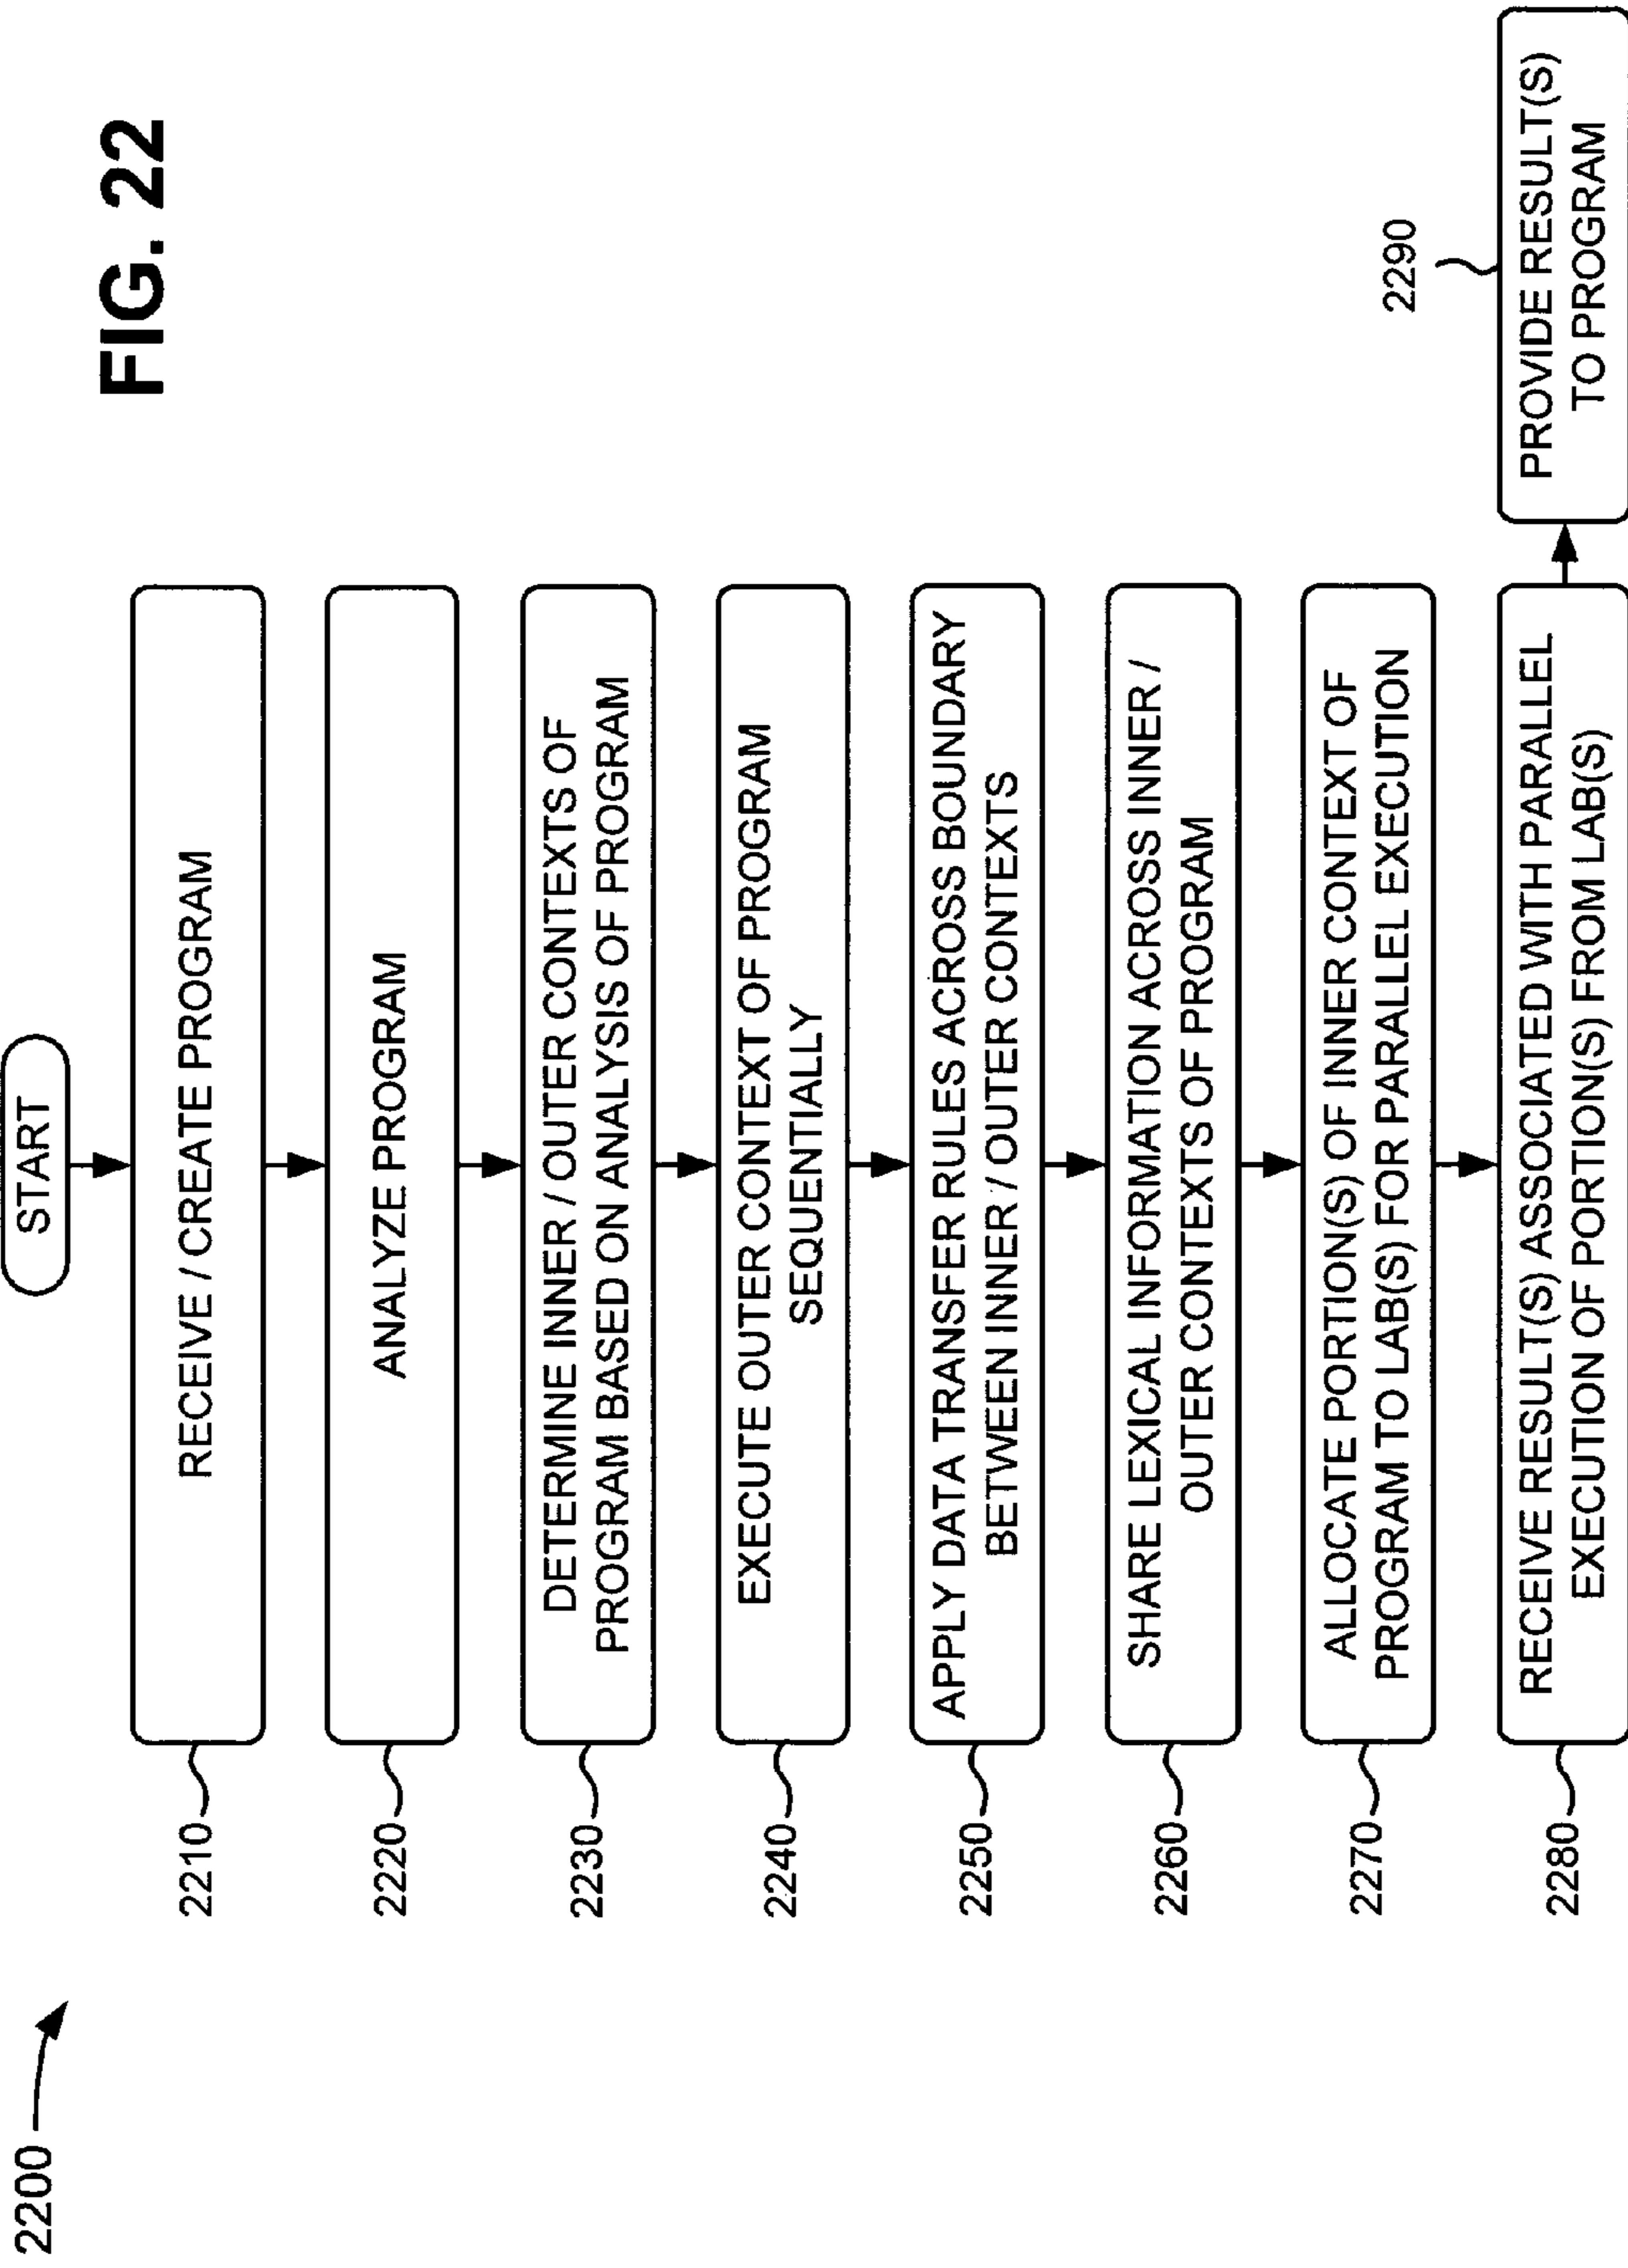 2200
FIG. 22
START
2210
RECEIVE / CREATE PROGRAM
2220
ANALYZE PROGRAM
2230
DETERMINE INNER / OUTER CONTEXTS OF
PROGRAM BASED ON ANALYSIS OF PROGRAM
2240
EXECUTE OUTER CONTEXT OF PROGRAM
SEQUENTIALLY
2250
APPLY DATA TRANSFER RULES ACROSS BOUNDARY
BETWEEN INNER / OUTER CONTEXTS
2260
SHARE LEXICAL INFORMATION ACROSS INNER /
OUTER CONTEXTS OF PROGRAM
2270
ALLOCATE PORTION(S) OF INNER CONTEXT OF
PROGRAM TO LAB(S) FOR PARALLEL EXECUTION
2280
RECEIVE RESULT(S) ASSOCIATED WITH PARALLEL
EXECUTION OF PORTION(S) FROM LAB(S)
2290
PROVIDE RESULT(S)
TO PROGRAM